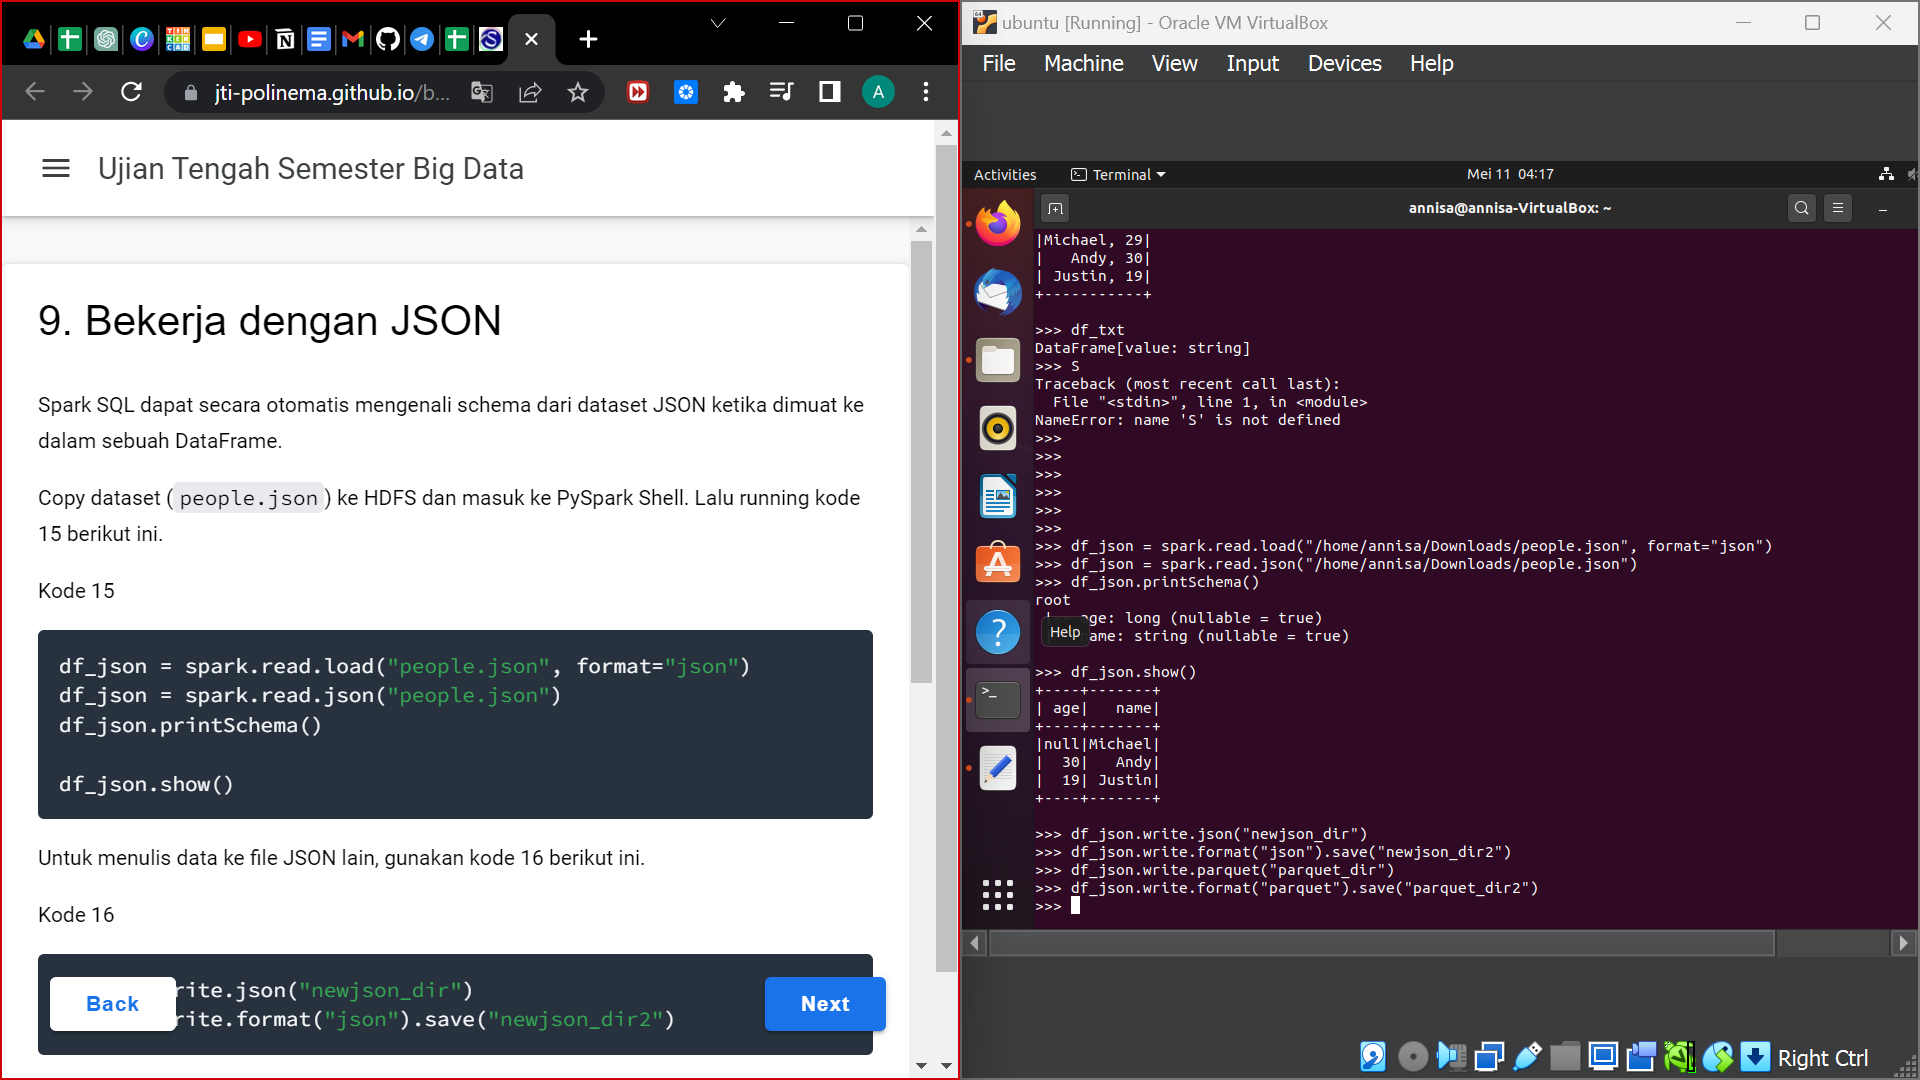 jti-polinema.github.io/b...
A
Ujian Tengah Semester Big Data
9. Bekerja dengan JSON
Spark SQL dapat secara otomatis mengenali schema dari dataset JSON ketika dimuat ke
dalam sebuah DataFrame.
Copy dataset (people.json) ke HDFS dan masuk ke PySpark Shell. Lalu running kode
15 berikut ini.
Kode 15
df_json = spark.read.load("people.json", format="json")
df_json = spark.read.json("people.json")
df_json.printSchema()
df_json.show()
Untuk menulis data ke file JSON lain, gunakan kode 16 berikut ini.
Kode 16
rite.json("newjson_dir")
rite.format("json").save("newjson_dir2")
Back
Next
ubuntu [Running] - Oracle VM VirtualBox
File Machine View Input Devices Help
Activities
Terminal
Mei 11 04:17
annisa@annisa-VirtualBox: ~
|Michael, 29|
|   Andy, 30|
| Justin, 19|
+-----------+
>>> df_txt
DataFrame[value: string]
>>> S
Traceback (most recent call last):
  File "<stdin>", line 1, in <module>
NameError: name 'S' is not defined
>>>
>>>
>>>
>>>
>>>
>>>
>>> df_json = spark.read.load("/home/annisa/Downloads/people.json", format="json")
>>> df_json = spark.read.json("/home/annisa/Downloads/people.json")
>>> df_json.printSchema()
root
age: long (nullable = true)
ame: string (nullable = true)
Help
>>> df_json.show()
+----+-------+
| age|   name|
+----+-------+
|null|Michael|
|  30|   Andy|
|  19| Justin|
+----+-------+
>>> df_json.write.json("newjson_dir")
>>> df_json.write.format("json").save("newjson_dir2")
>>> df_json.write.parquet("parquet_dir")
>>> df_json.write.format("parquet").save("parquet_dir2")
>>>
Right Ctrl